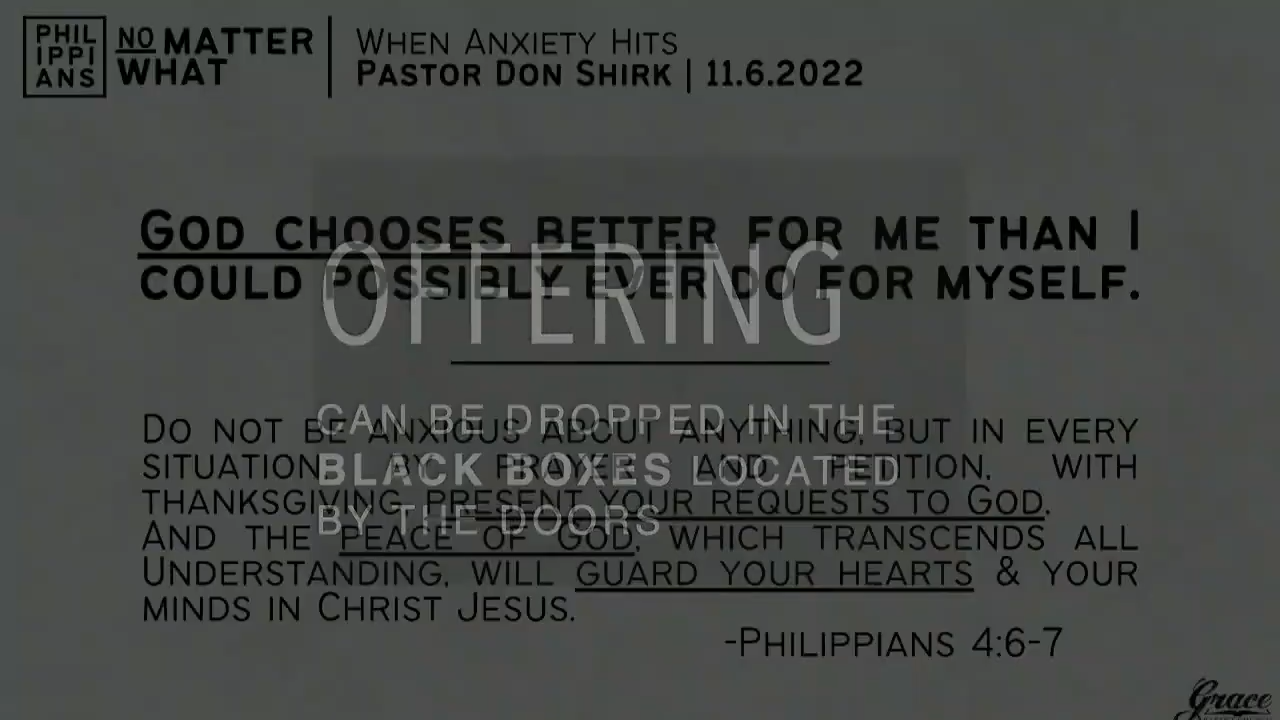 PHIL
IPPI
ANS
NO MATTER
WHAT
WHEN ANXIETY HITS
PASTOR DON SHIRK | 11.6.2022
GOD CHOOSES BETTER FOR ME THAN I
COULD POSSIBLY EVER DO FOR MYSELF.
OFFERING
CAN BE DROPPED IN THE
BLACK BOXES LOCATED
BY THE DOORS
DO NOT BE ANXIOUS ABOUT ANYTHING, BUT IN EVERY
SITUATION, BY PRAYER AND PETITION, WITH
THANKSGIVING, PRESENT YOUR REQUESTS TO GOD.
AND THE PEACE OF GOD, WHICH TRANSCENDS ALL
UNDERSTANDING, WILL GUARD YOUR HEARTS & YOUR
MINDS IN CHRIST JESUS.
-PHILIPPIANS 4:6-7
Grace